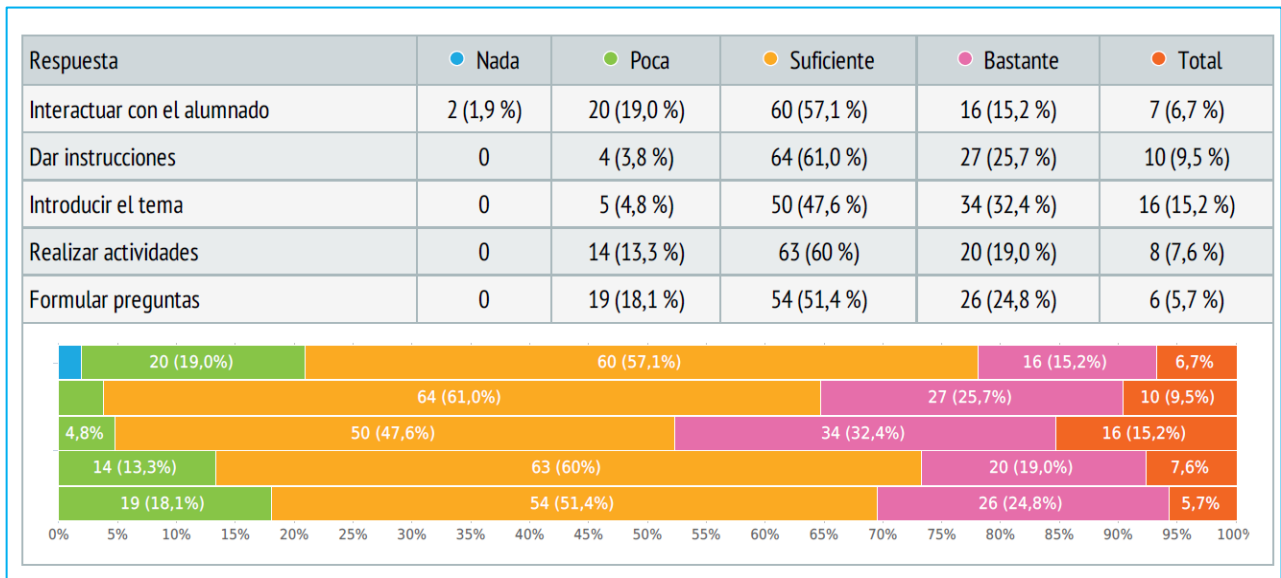 Respuesta Nada Poca Suficiente Bastante Total
Interactuar con el alumnado 2 (1,9 %) 20 (19,0 %) 60 (57,1 %) 16 (15,2 %) 7 (6,7 %)
Dar instrucciones 0 4 (3,8 %) 64 (61,0 %) 27 (25,7 %) 10 (9,5 %)
Introducir el tema 0 5 (4,8 %) 50 (47,6 %) 34 (32,4 %) 16 (15,2 %)
Realizar actividades 0 14 (13,3 %) 63 (60 %) 20 (19,0 %) 8 (7,6 %)
Formular preguntas 0 19 (18,1 %) 54 (51,4 %) 26 (24,8 %) 6 (5,7 %)
20 (19,0%) 60 (57,1%) 16 (15,2%) 6,7%
64 (61,0%) 27 (25,7%) 10 (9,5%)
4,8% 50 (47,6%) 34 (32,4%) 16 (15,2%)
14 (13,3%) 63 (60%) 20 (19,0%) 7,6%
19 (18,1%) 54 (51,4%) 26 (24,8%) 5,7%
0% 5% 10% 15% 20% 25% 30% 35% 40% 45% 50% 55% 60% 65% 70% 75% 80% 85% 90% 95% 100%